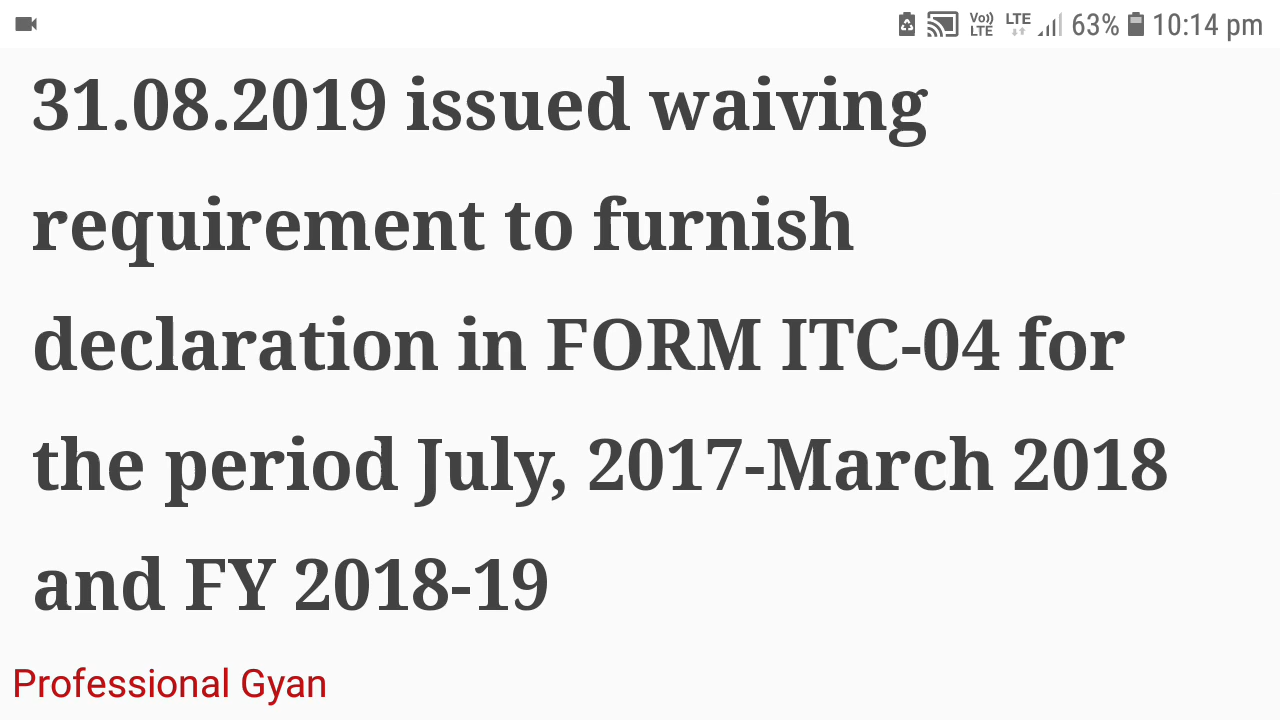 Vo)) LTE LTE 63% 10:14 pm
31.08.2019 issued waiving
requirement to furnish
declaration in FORM ITC-04 for
the period July, 2017-March 2018
and FY 2018-19
Professional Gyan